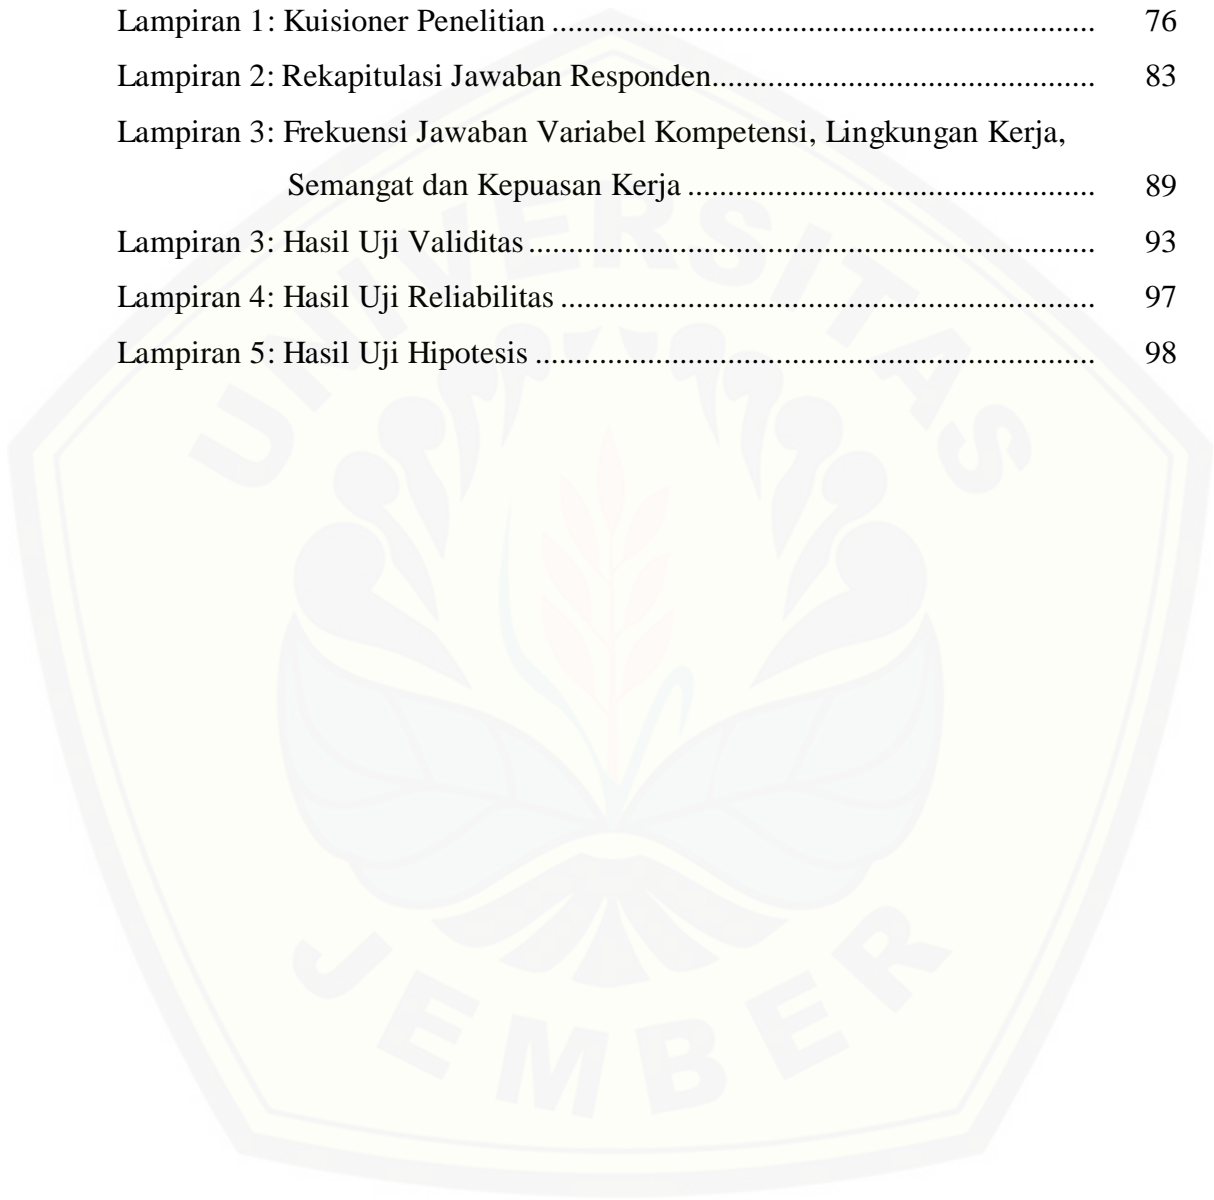 Lampiran 1: Kuisioner Penelitian .................................................................... 76
Lampiran 2: Rekapitulasi Jawaban Responden................................................ 83
Lampiran 3: Frekuensi Jawaban Variabel Kompetensi, Lingkungan Kerja,
Semangat dan Kepuasan Kerja ................................................... 89
Lampiran 3: Hasil Uji Validitas ....................................................................... 93
Lampiran 4: Hasil Uji Reliabilitas ................................................................... 97
Lampiran 5: Hasil Uji Hipotesis ...................................................................... 98
UNIVERSITAS
JEMBER